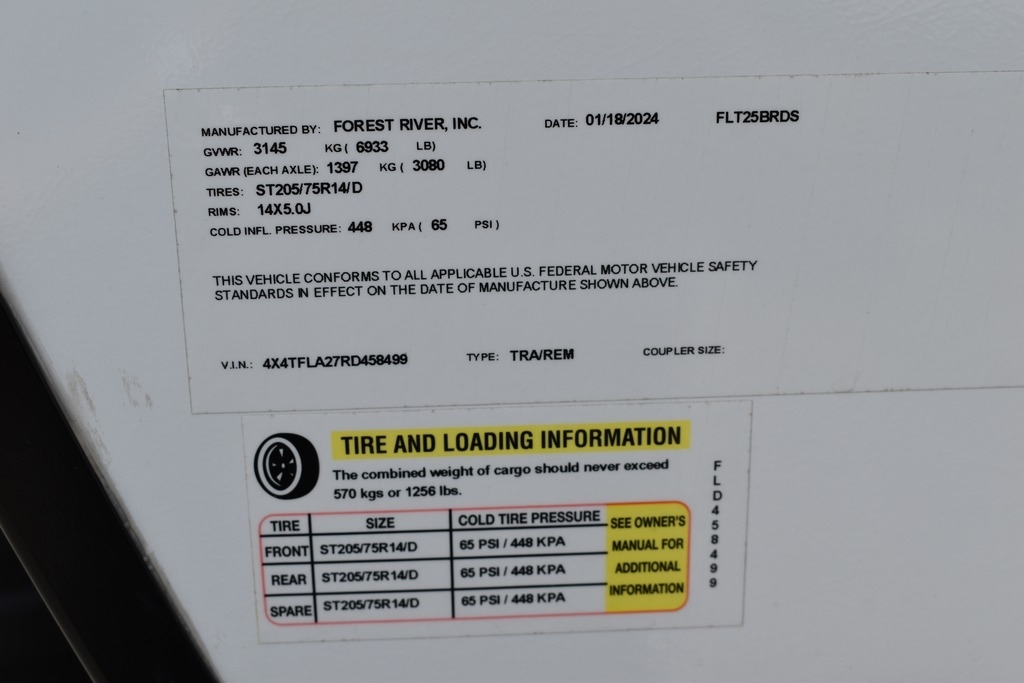 MANUFACTURED BY: FOREST RIVER, INC. DATE: 01/18/2024 FLT25BRDS
GVWR: 3145 KG ( 6933 LB)
GAWR (EACH AXLE): 1397 KG ( 3080 LB)
TIRES: ST205/75R14/D
RIMS: 14X5.0J
COLD INFL. PRESSURE: 448 KPA ( 65 PSI )
THIS VEHICLE CONFORMS TO ALL APPLICABLE U.S. FEDERAL MOTOR VEHICLE SAFETY
STANDARDS IN EFFECT ON THE DATE OF MANUFACTURE SHOWN ABOVE.
V.I.N.: 4X4TFLA27RD458499 TYPE: TRA/REM COUPLER SIZE:
TIRE AND LOADING INFORMATION
The combined weight of cargo should never exceed
570 kgs or 1256 lbs.
TIRE SIZE COLD TIRE PRESSURE
FRONT ST205/75R14/D 65 PSI / 448 KPA
REAR ST205/75R14/D 65 PSI / 448 KPA
SPARE ST205/75R14/D 65 PSI / 448 KPA
SEE OWNER'S
MANUAL FOR
ADDITIONAL
INFORMATION
FLD458499